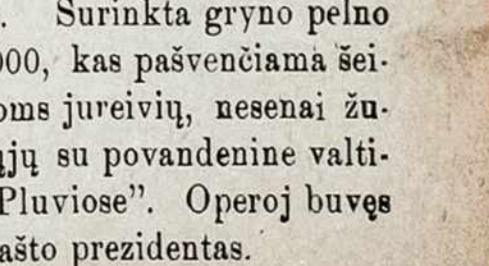 . Surinkta gryno pelno
000, kas pašvenčiama šei-
oms jureivių, nesenai žu-
ųjų su povandenine valti-
Pluviose”. Operoj buvęs
ašto prezidentas.